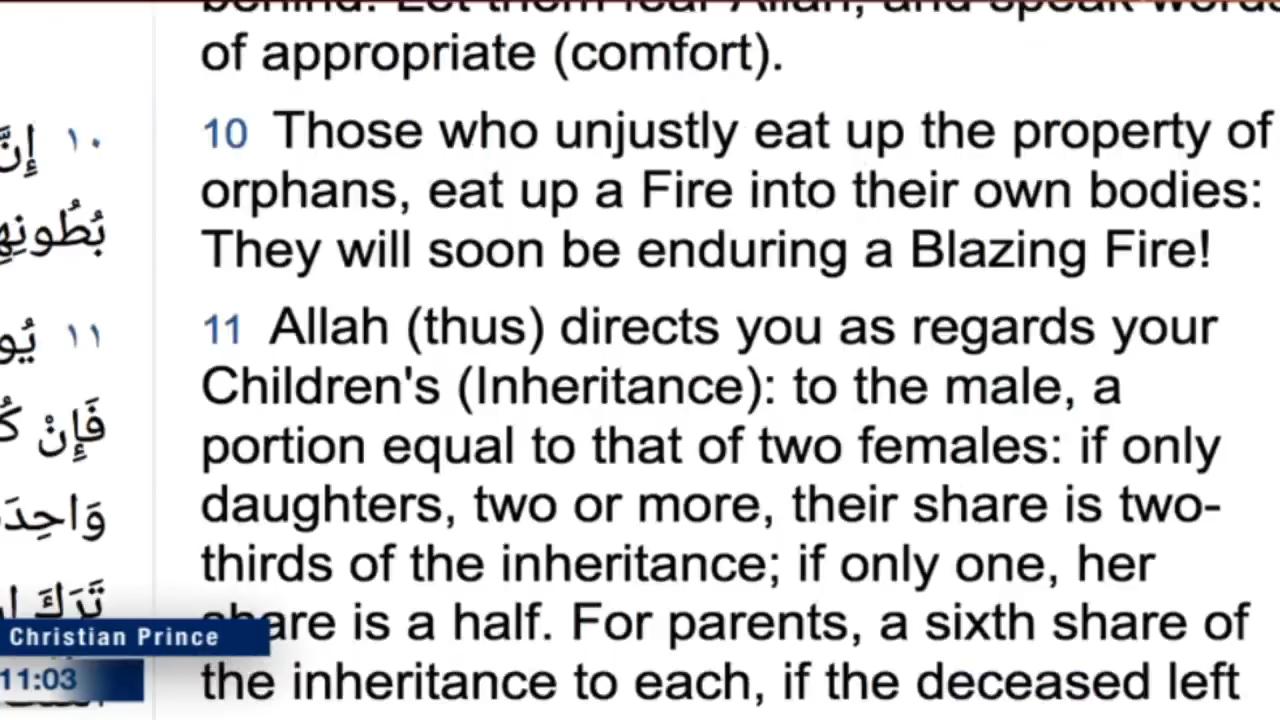 of appropriate (comfort).
10 Those who unjustly eat up the property of
orphans, eat up a Fire into their own bodies:
They will soon be enduring a Blazing Fire!
11 Allah (thus) directs you as regards your
Children's (Inheritance): to the male, a
portion equal to that of two females: if only
daughters, two or more, their share is two-
thirds of the inheritance; if only one, her
share is a half. For parents, a sixth share of
the inheritance to each, if the deceased left
١٠ إِنَّ
١١
تَرَكَ
Christian Prince
11:03